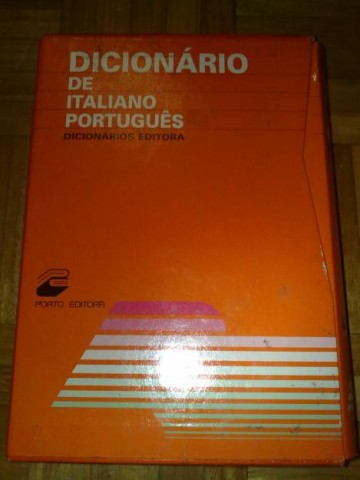 DICIONÁRIO
DE
ITALIANO
PORTUGUÊS
DICIONÁRIOS EDITORA
PORTO EDITORA